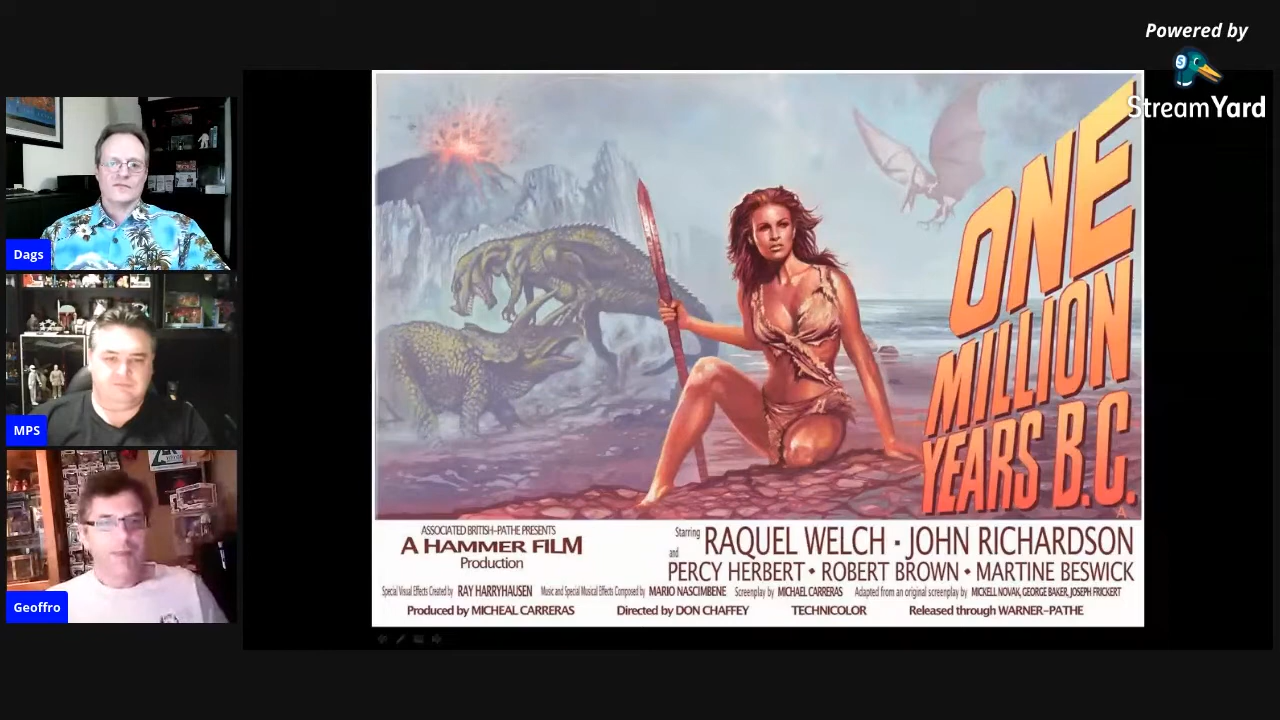 Powered by
StreamYard
Dags
MPS
Geoffro
ONE
MILLION
YEARS B.C.
ASSOCIATED BRITISH-PATHE PRESENTS
A HAMMER FILM
Production
Starring RAQUEL WELCH · JOHN RICHARDSON
and PERCY HERBERT • ROBERT BROWN • MARTINE BESWICK
Special Visual Effects Created by RAY HARRYHAUSEN Music and Special Musical Effects Composed by MARIO NASCIMBENE Screenplay by MICHAEL CARRERAS Adapted from an original screenplay by MICKELL NOVAK, GEORGE BAKER, JOSEPH FRICKERT
Produced by MICHEAL CARRERAS Directed by DON CHAFFEY TECHNICOLOR Released through WARNER-PATHE